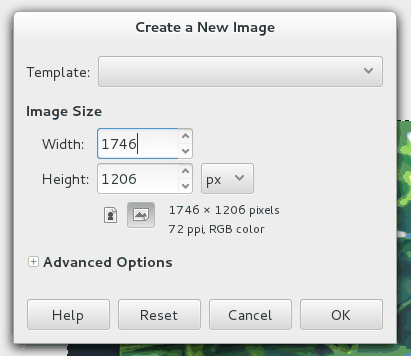 Create a New Image
Template:
Image Size
Width: 1746
Height: 1206 px
1746 × 1206 pixels
72 ppi, RGB color
Advanced Options
Help Reset Cancel OK